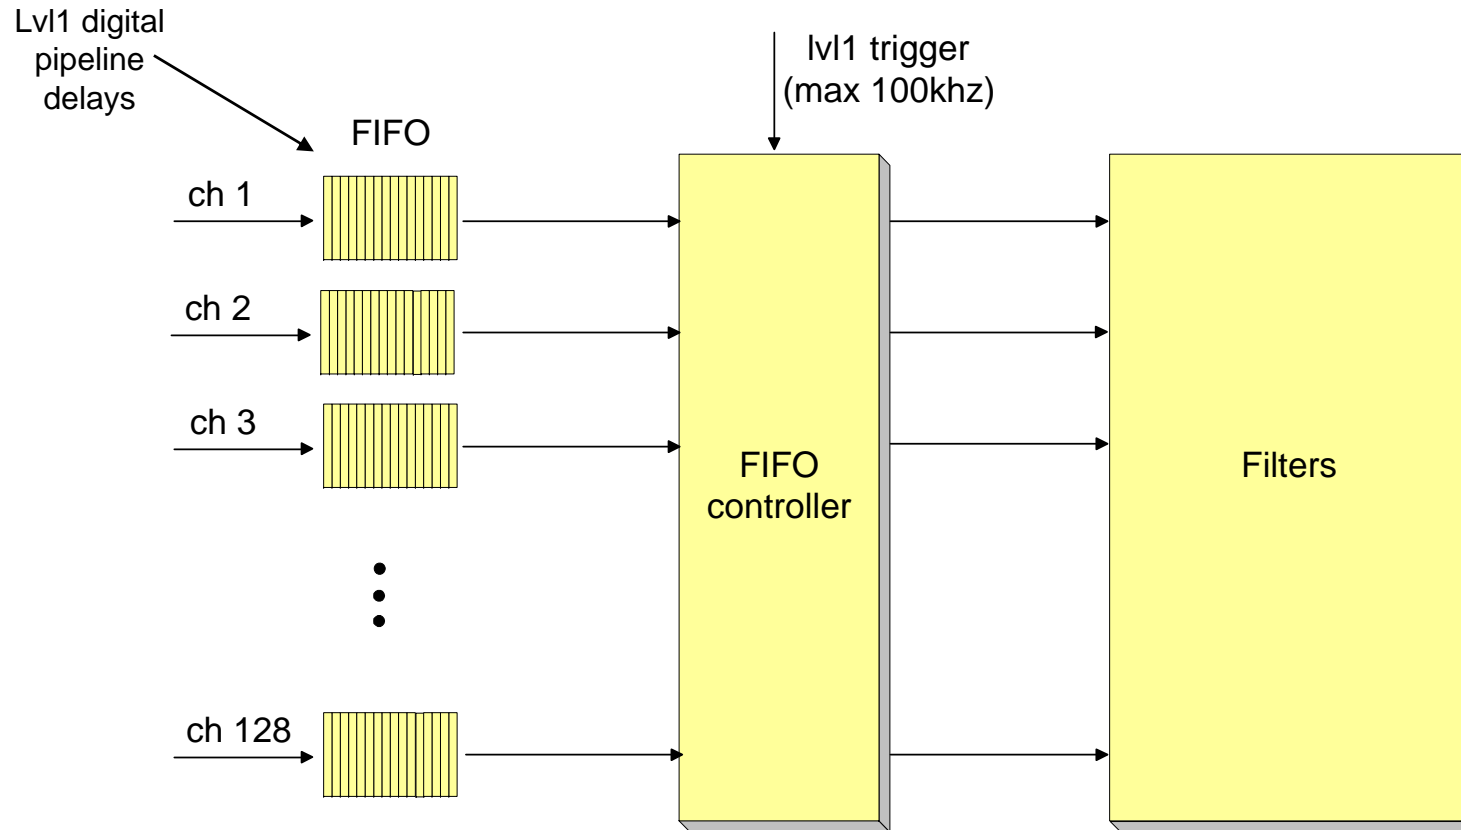 Lvl1 digital
pipeline
delays
lvl1 trigger
(max 100khz)
FIFO
ch 1
ch 2
ch 3
FIFO
controller
Filters
ch 128